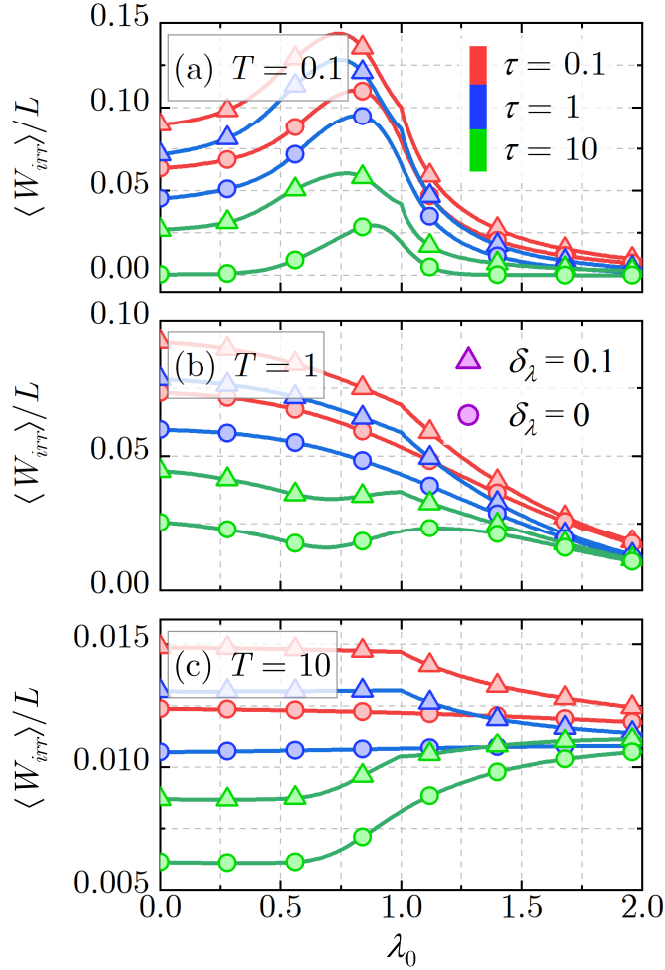 (a) T = 0.1
τ = 0.1
τ = 1
τ = 10
⟨W_irr⟩/L
0.10
0.05
0.00
0.10
(b) T = 1
δ_λ = 0.1
δ_λ = 0
⟨W_irr⟩/L
0.05
0.00
0.015
(c) T = 10
⟨W_irr⟩/L
0.010
0.005
0.0 0.5 1.0 1.5 2.0
λ_0